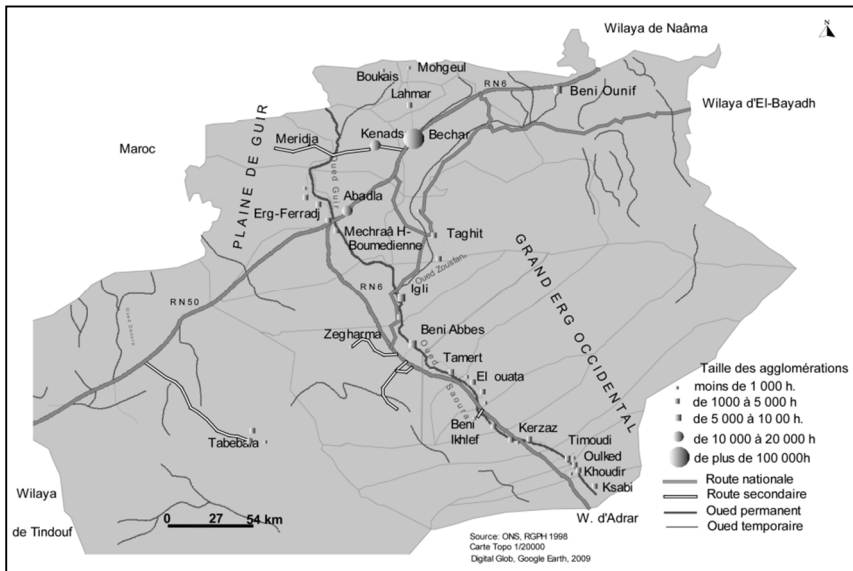 Wilaya de Naâma
N
Mohgeul
Boukais
RN6
Lahmar
Beni Ounif
Wilaya d'El-Bayadh
Kenads
Bechar
Meridja
Maroc
PLAINE DE GUIR
Oued Guir
Abadla
Erg-Ferradj
Mechraâ H-
Boumedienne
Taghit
GRAND ERG OCCIDENTAL
Oued Zousfana
RN50
RN6
Igli
Zegharma
Beni Abbes
Oued Saoura
Tamert
El ouata
Beni
Ikhlef
Kerzaz
Timoudi
Oulked
Khoudir
Ksabi
Tabebala
Wilaya
de Tindouf
0 27 54 km
W. d'Adrar
Taille des agglomérations
moins de 1 000 h.
de 1000 à 5 000 h
de 5 000 à 10 00 h.
de 10 000 à 20 000 h
de plus de 100 000h
Route nationale
Route secondaire
Oued permanent
Oued temporaire
Source: ONS, RGPH 1998
Carte Topo 1/20000
Digital Glob, Google Earth, 2009